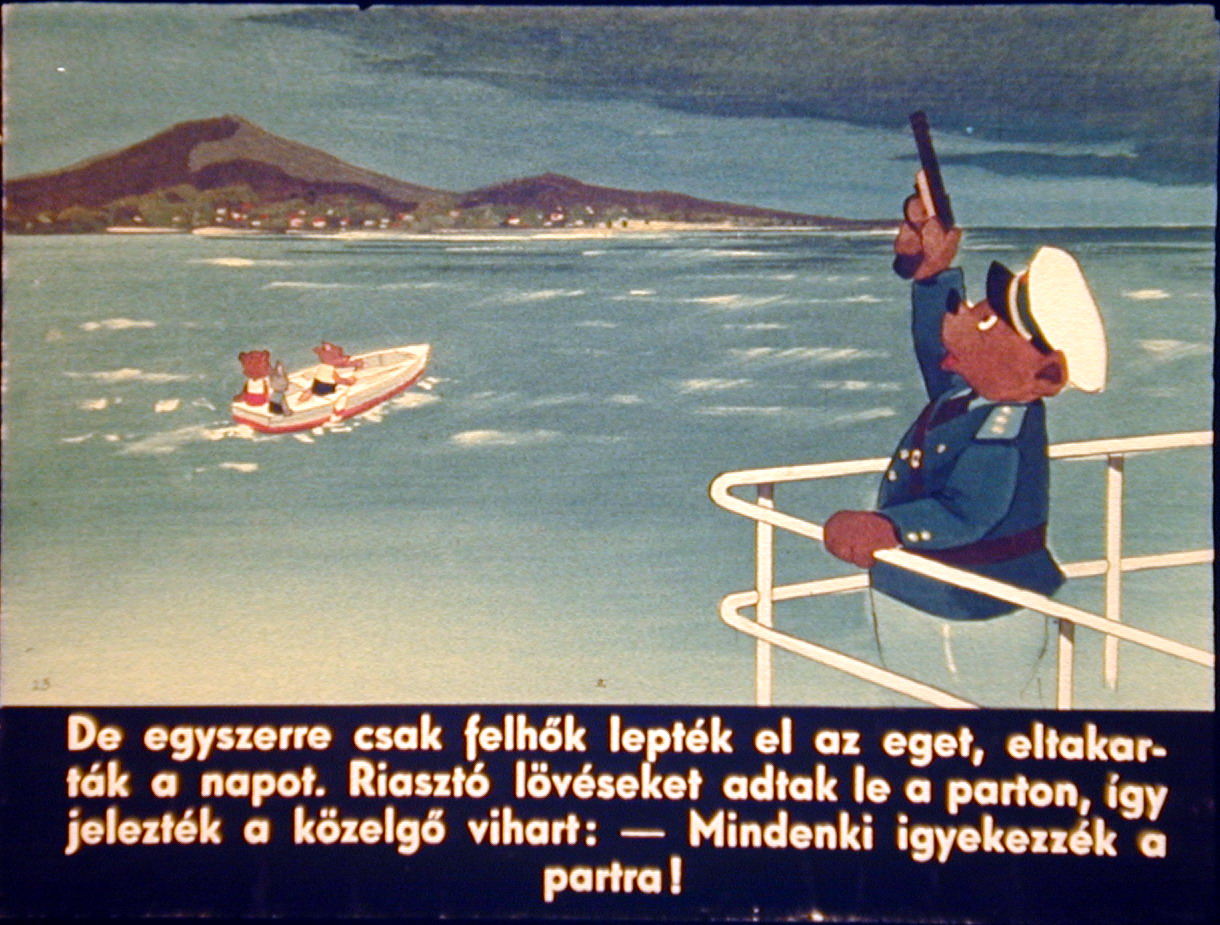 De egyszerre csak felhők lepték el az eget, eltakar-
ták a napot. Riasztó lövéseket adtak le a parton, így
jelezték a közelgő vihart: — Mindenki igyekezzék a
partra!